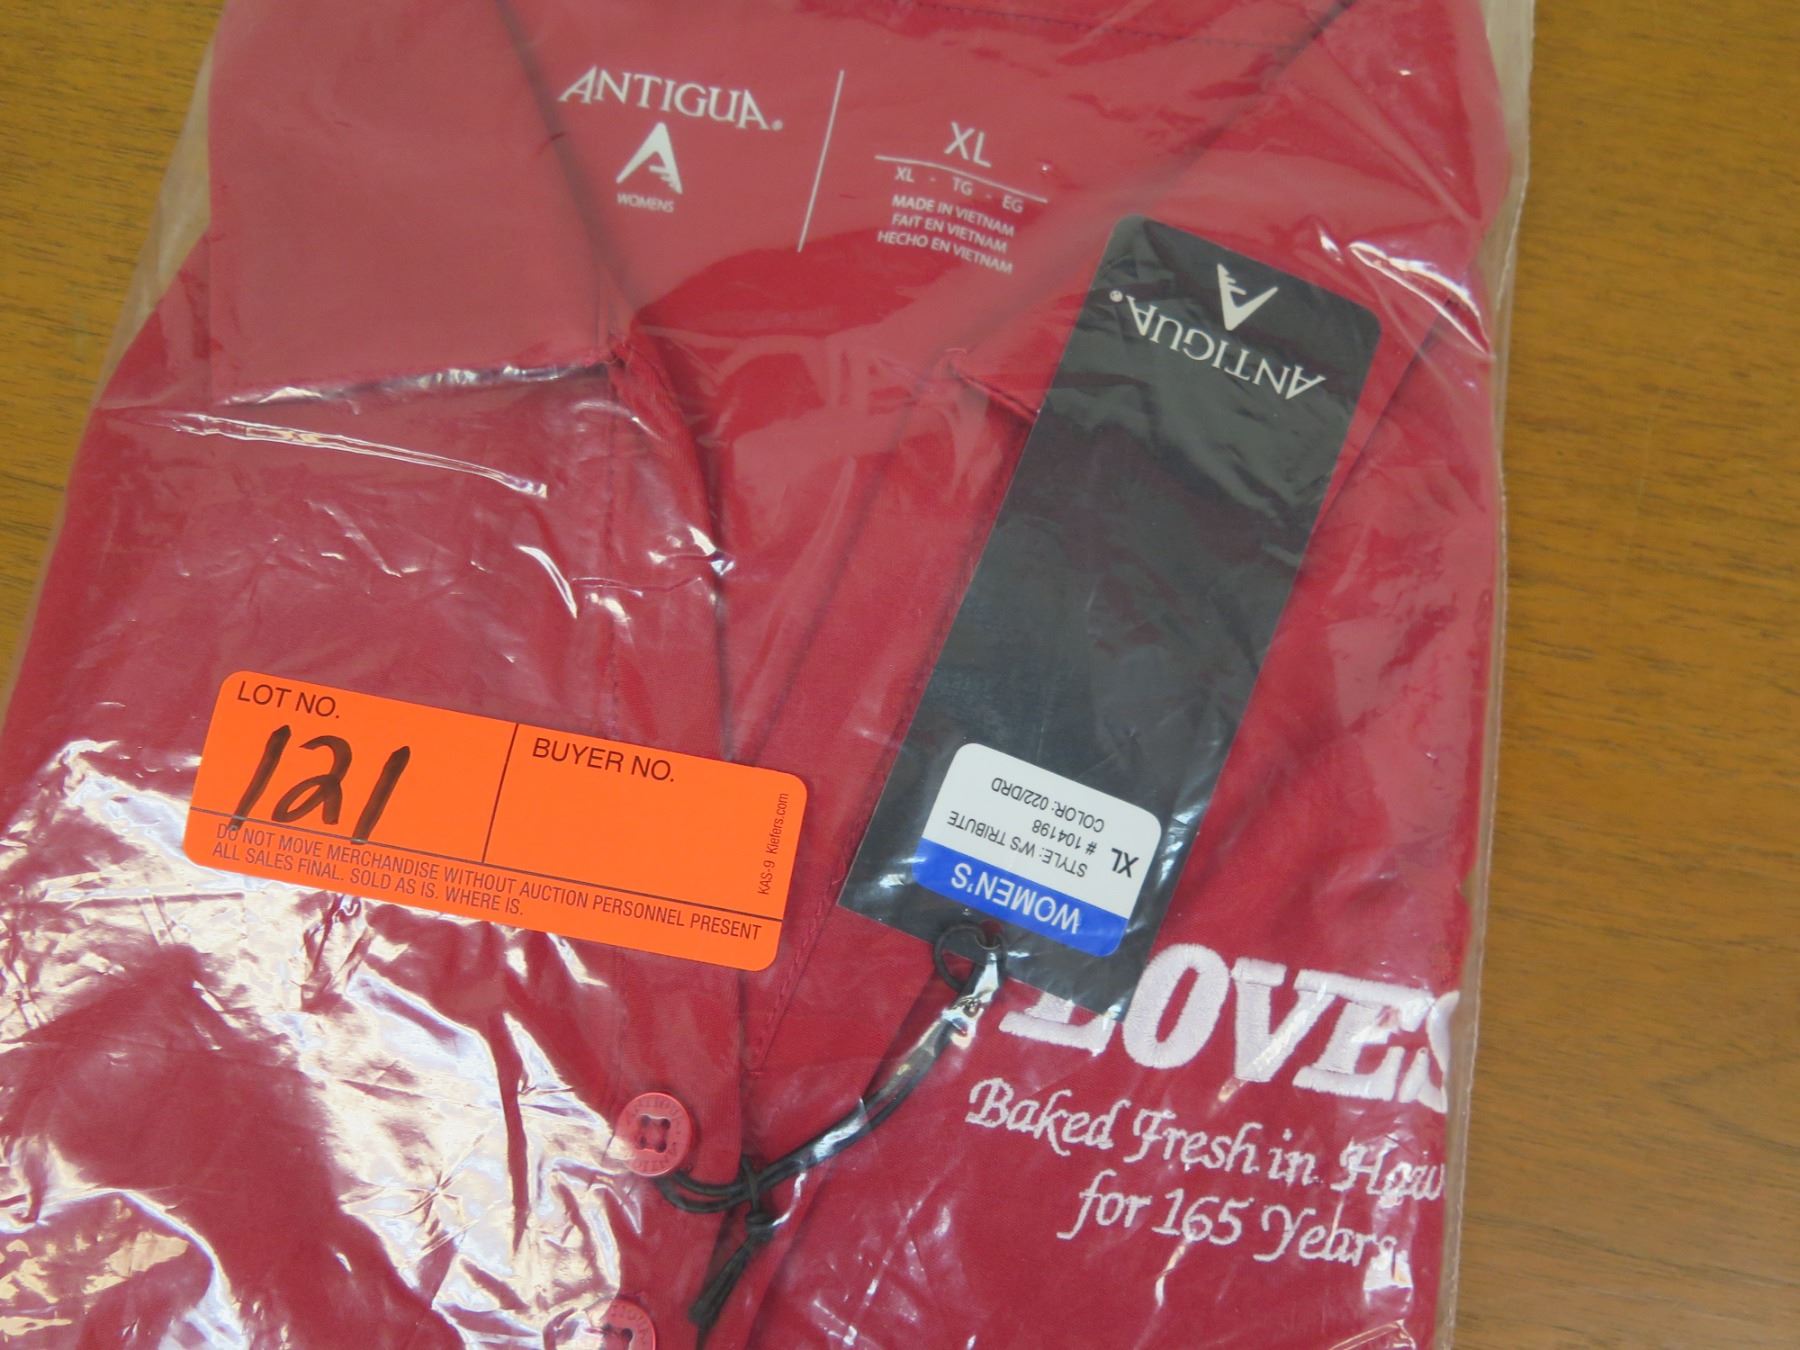 ANTIGUA®
WOMENS
XL
XL - TG - EG
MADE IN VIETNAM
FAIT EN VIETNAM
HECHO EN VIETNAM
ANTIGUA®
WOMEN'S
XL
STYLE: W'S TRIBUTE
# 104198
COLOR: 022/DRD
LOT NO.
121
BUYER NO.
KAS-9 Kiefers.com
DO NOT MOVE MERCHANDISE WITHOUT AUCTION PERSONNEL PRESENT
ALL SALES FINAL. SOLD AS IS. WHERE IS.
LOVES
Baked Fresh in Haw
for 165 Years